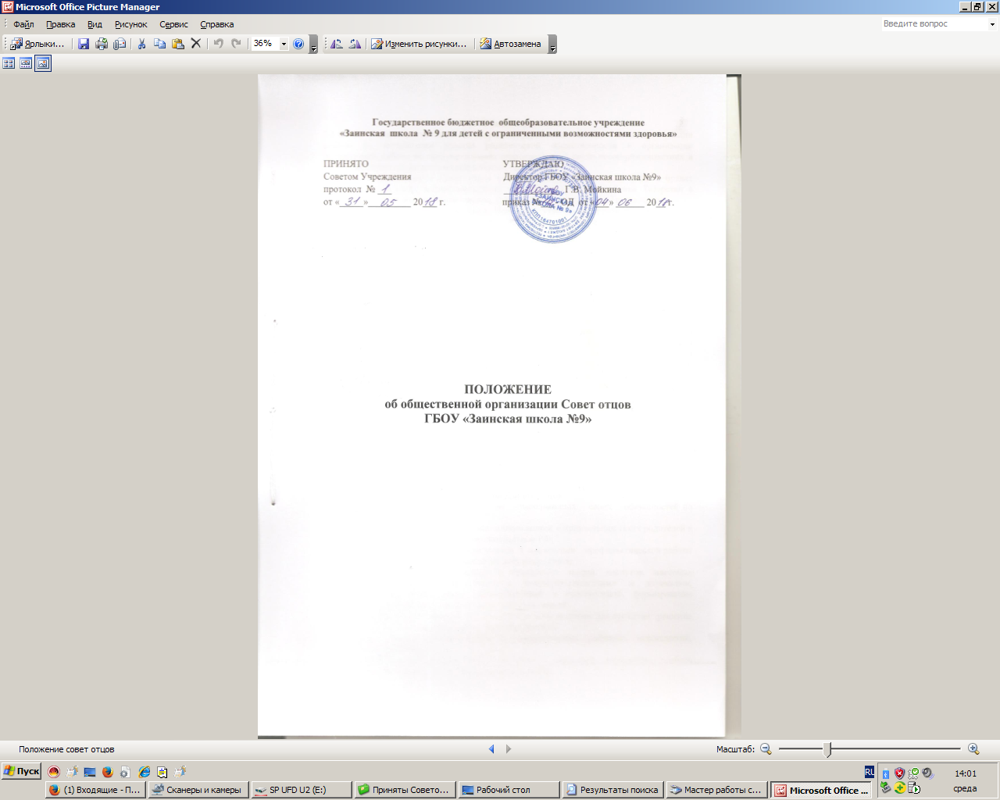 Microsoft Office Picture Manager
Файл Правка Вид Рисунок Сервис Справка
Введите вопрос
Ярлыки... 36% Изменить рисунки... Автозамена
Государственное бюджетное общеобразовательное учреждение
«Заинская школа № 9 для детей с ограниченными возможностями здоровья»
ПРИНЯТО
Советом Учреждения
протокол № 1
от « 31 » 05 2018 г.
УТВЕРЖДАЮ
Директор ГБОУ «Заинская школа №9»
Г.В. Мойкина
приказ № ОД от «04» 06 2018г.
ПОЛОЖЕНИЕ
об общественной организации Совет отцов
ГБОУ «Заинская школа №9»
Положение совет отцов
Масштаб:
Пуск
RL
14:01
среда
(1) Входящие - П...
Сканеры и камеры
SP UFD U2 (E:)
Приняты Совето...
Рабочий стол
Результаты поиска
Мастер работы с...
Microsoft Office ...